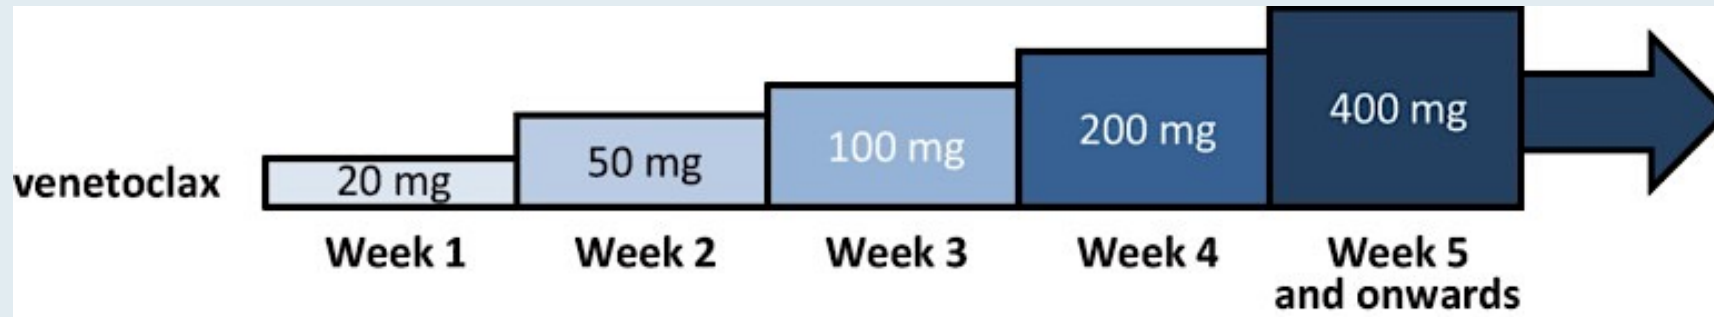 venetoclax
20 mg
50 mg
100 mg
200 mg
400 mg
Week 1
Week 2
Week 3
Week 4
Week 5
and onwards